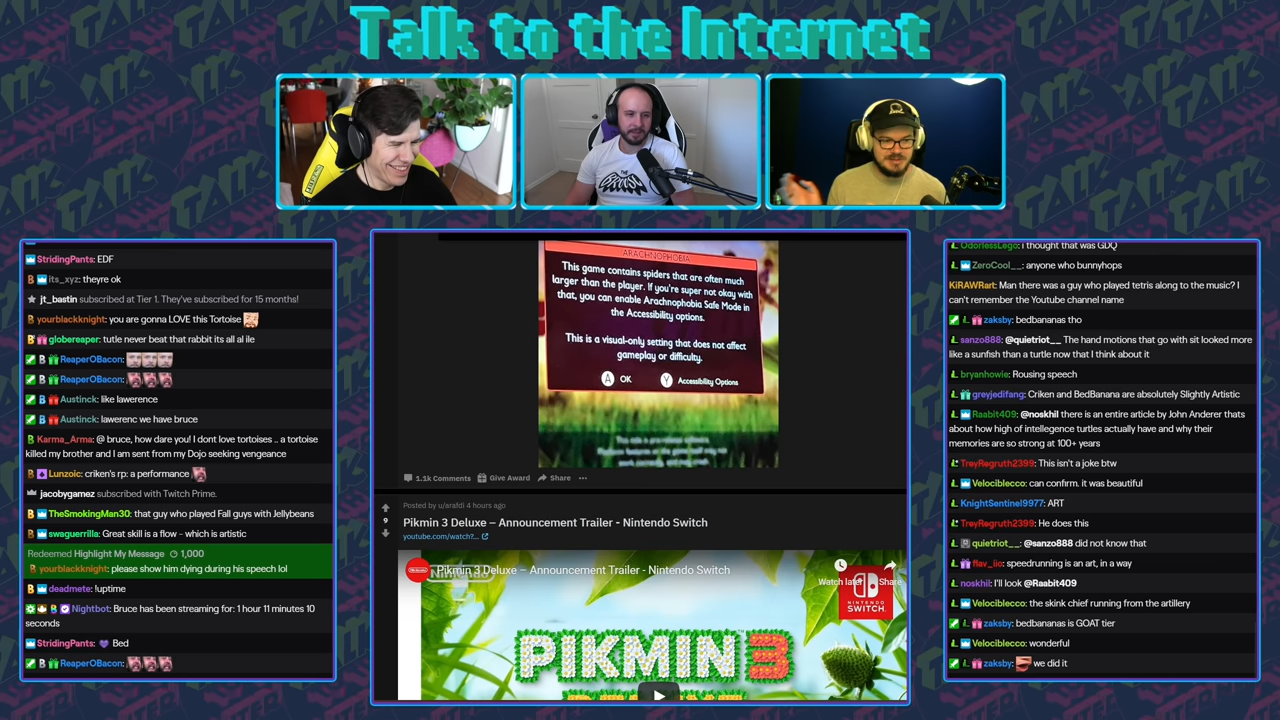 Talk to the Internet
StridingPants: EDF
its_xyz: theyre ok
jt_bastin subscribed at Tier 1. They've subscribed for 15 months!
yourblackknight: you are gonna LOVE this Tortoise
globereaper: tutle never beat that rabbit its all al ile
ReaperOBacon:
ReaperOBacon:
Austinck: like lawerence
Austinck: lawerenc we have bruce
Karma_Arma: @ bruce, how dare you! I dont love tortoises .. a tortoise
killed my brother and I am sent from my Dojo seeking vengeance
Lunzoic: criken's rp: a performance
jacobygamez subscribed with Twitch Prime.
TheSmokingMan30: that guy who played Fall guys with Jellybeans
swaguerrilla: Great skill is a flow - which is artistic
Redeemed Highlight My Message 1,000
yourblackknight: please show him dying during his speech lol
deadmete: !uptime
Nightbot: Bruce has been streaming for: 1 hour 11 minutes 10
seconds
StridingPants: Bed
ReaperOBacon:
ARACHNOPHOBIA
This game contains spiders that are often much
larger than the player. If you're super not okay with
that, you can enable Arachnophobia Safe Mode in
the Accessibility options.
This is a visual-only setting that does not affect
gameplay or difficulty.
A OK Y Accessibility Options
1.1k Comments Give Award Share
Posted by u/arafdi 4 hours ago
9
Pikmin 3 Deluxe – Announcement Trailer - Nintendo Switch
youtube.com/watch?...
Pikmin 3 Deluxe – Announcement Trailer - Nintendo Switch
Watch later Share
Nintendo
NINTENDO
SWITCH
PIKMIN 3
OdorlessLego: i thought that was GDQ
ZeroCool__: anyone who bunnyhops
KiRAWRart: Man there was a guy who played tetris along to the music? I
can't remember the Youtube channel name
zaksby: bedbananas tho
sanzo888: @quietriot__ The hand motions that go with sit looked more
like a sunfish than a turtle now that I think about it
bryanhowie: Rousing speech
greyjedifang: Criken and BedBanana are absolutely Slightly Artistic
Raabit409: @noskhil there is an entire article by John Anderer thats
about how high of intellegence turtles actually have and why their
memories are so strong at 100+ years
TreyRegruth2399: This isn't a joke btw
Velociblecco: can confirm. it was beautiful
KnightSentinel9977: ART
TreyRegruth2399: He does this
quietriot__: @sanzo888 did not know that
flav_iio: speedrunning is an art, in a way
noskhil: I'll look @Raabit409
Velociblecco: the skink chief running from the artillery
zaksby: bedbananas is GOAT tier
Velociblecco: wonderful
zaksby: we did it